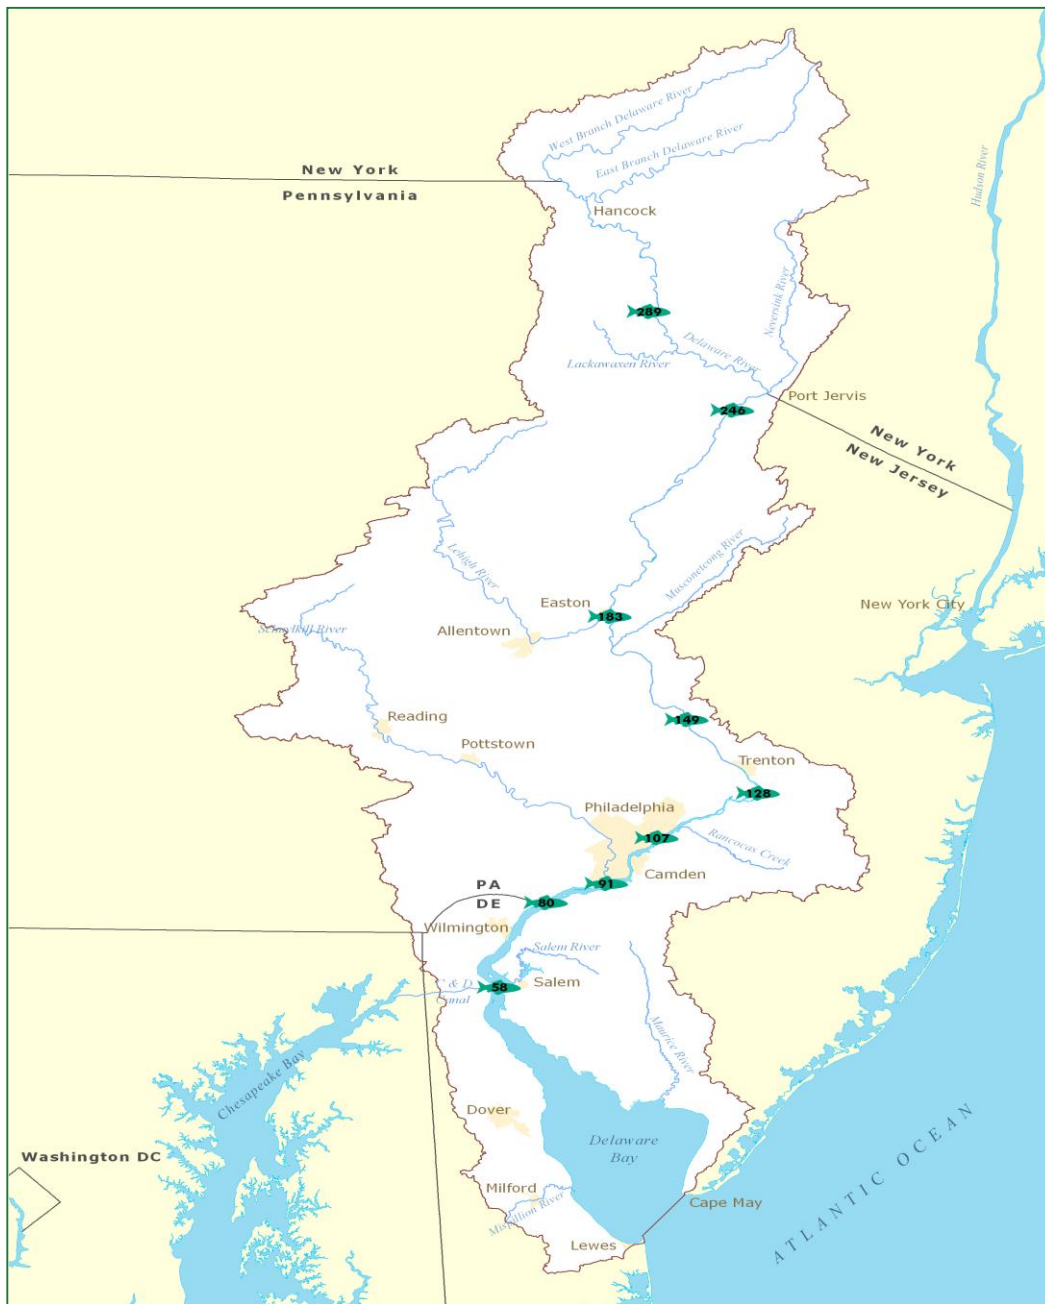 West Branch Delaware River
East Branch Delaware River
New York
Pennsylvania
Hancock
Hudson River
Neversink River
289
Delaware River
Lackawaxen River
Port Jervis
246
New York
New Jersey
Musconetcong River
Lehigh River
Easton
New York City
183
Allentown
Schuylkill River
Reading
149
Pottstown
Trenton
128
Philadelphia
107
Rancocas Creek
Camden
91
PA
DE
80
Wilmington
Salem River
C & D
Canal
58
Salem
Maurice River
Chesapeake Bay
Dover
Delaware
Bay
ATLANTIC OCEAN
Washington DC
Milford
Mispillion River
Cape May
Lewes